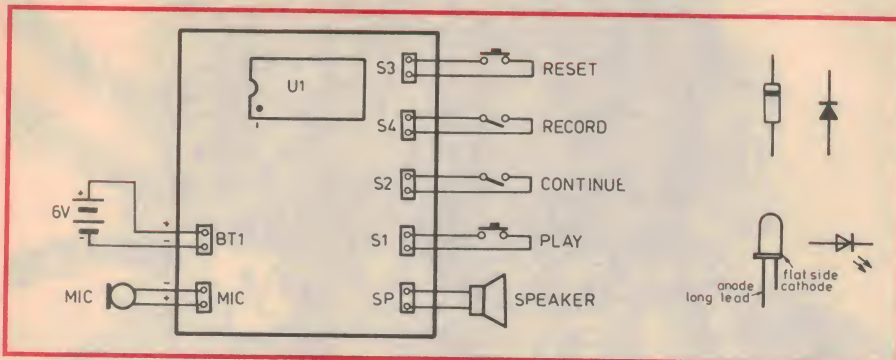 U1
S3
RESET
S4
RECORD
S2
CONTINUE
6V
+
-
+
-
BT1
S1
PLAY
MIC
-
+
MIC
SP
SPEAKER
anode
long lead
flat side
cathode